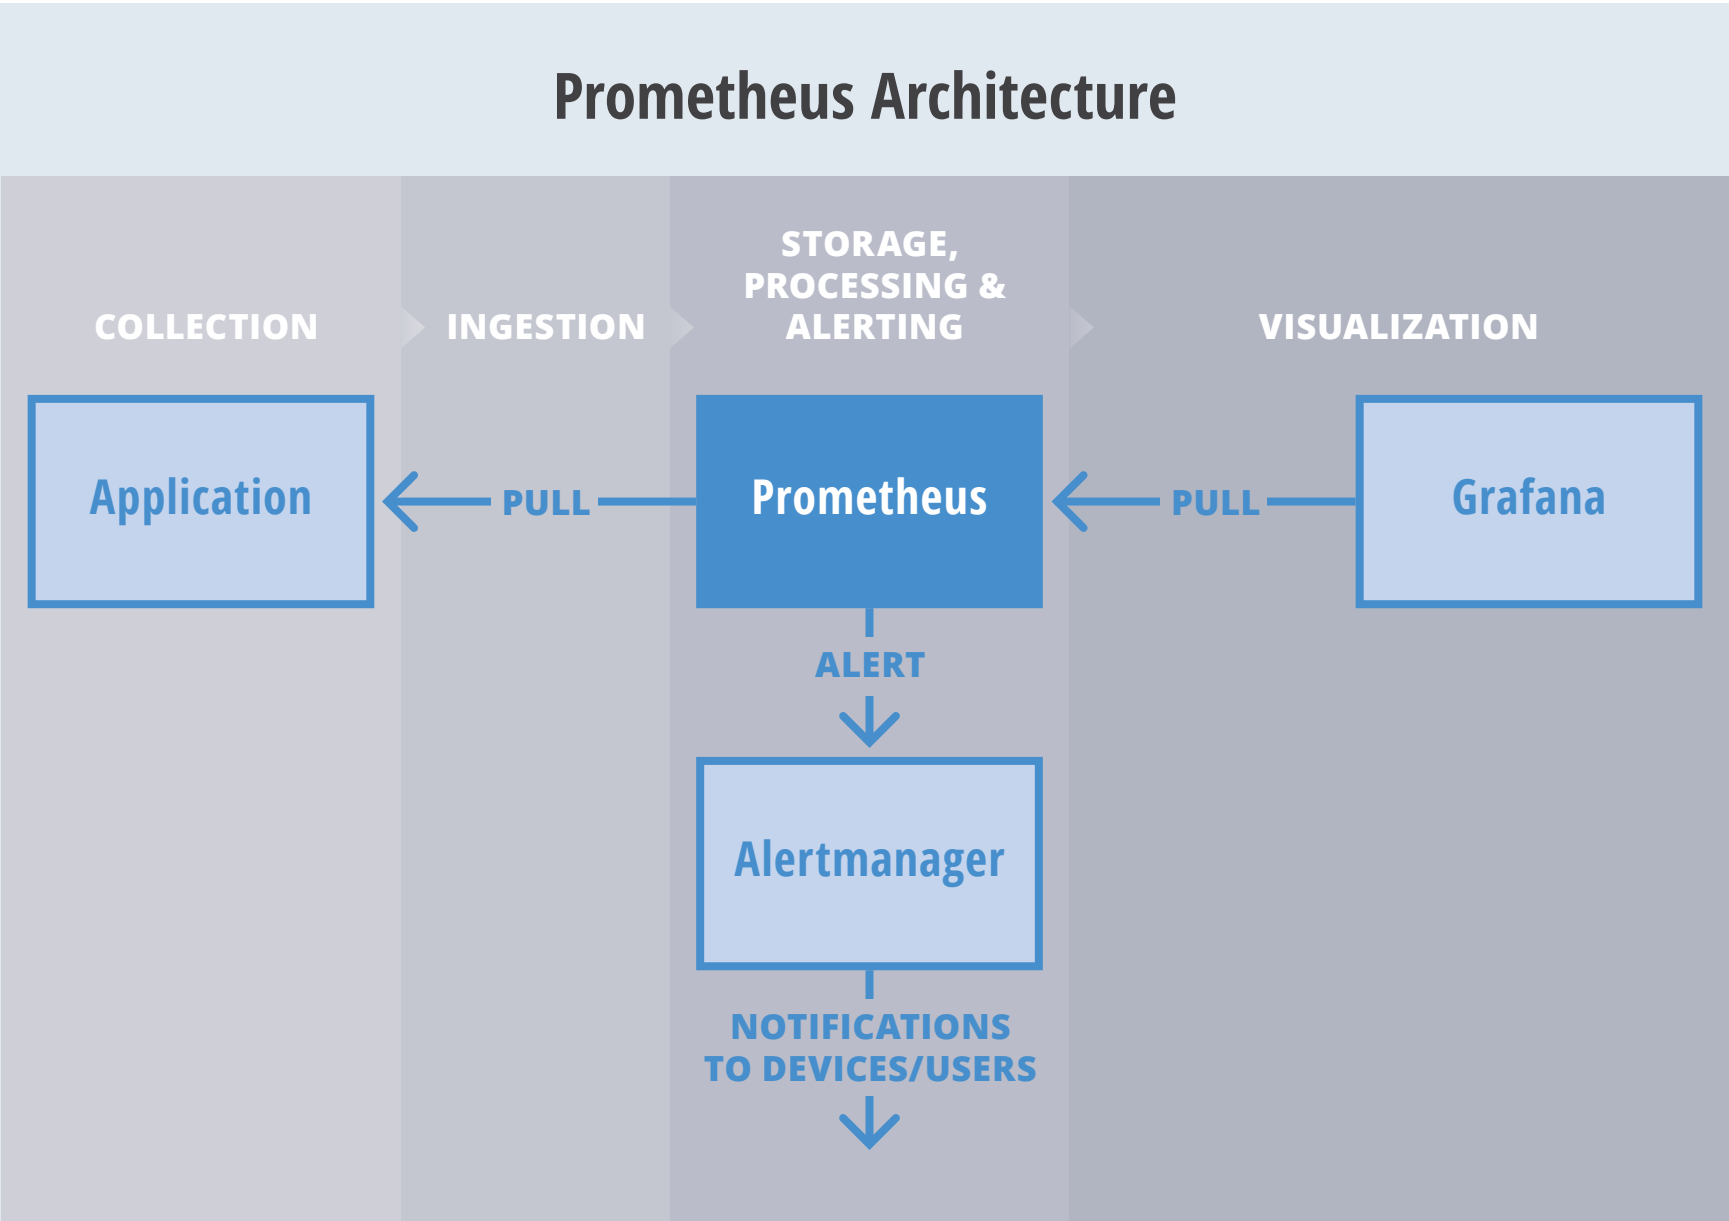 Prometheus Architecture
COLLECTION
INGESTION
STORAGE,
PROCESSING &
ALERTING
VISUALIZATION
Application
PULL
Prometheus
PULL
Grafana
ALERT
Alertmanager
NOTIFICATIONS
TO DEVICES/USERS